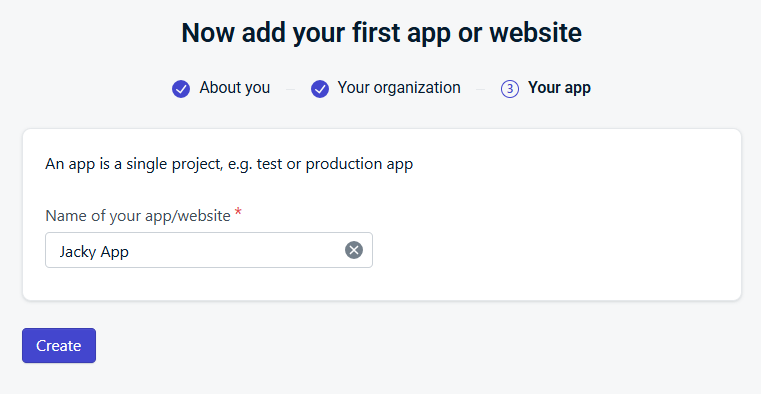 Now add your first app or website
About you – Your organization – 3 Your app
An app is a single project, e.g. test or production app
Name of your app/website *
Jacky App
Create